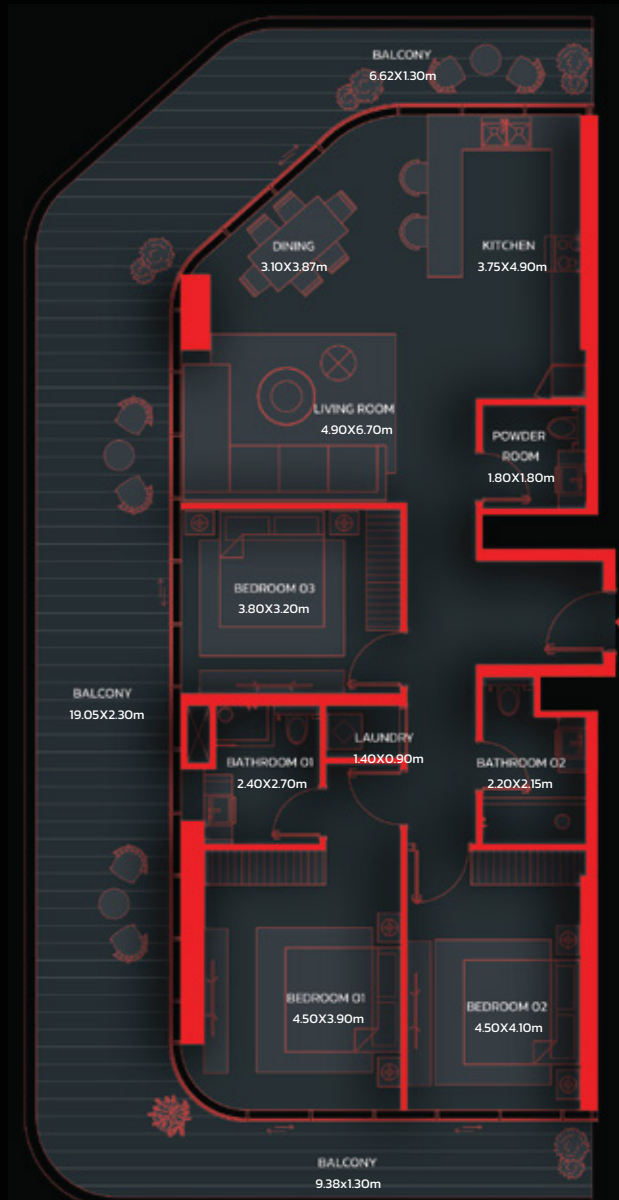 BALCONY
6.62X1.30m
DINING
3.10X3.87m
KITCHEN
3.75X4.90m
LIVING ROOM
4.90X6.70m
POWDER
ROOM
1.80X1.80m
BEDROOM 03
3.80X3.20m
BALCONY
19.05X2.30m
LAUNDRY
1.40X0.90m
BATHROOM 01
2.40X2.70m
BATHROOM 02
2.20X2.15m
BEDROOM 01
4.50X3.90m
BEDROOM 02
4.50X4.10m
BALCONY
9.38x1.30m